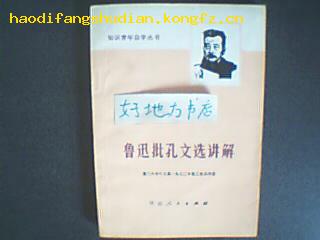 haodifangshudian.kongfz.cn
知识青年自学丛书
好地方书店
鲁迅批孔文选讲解